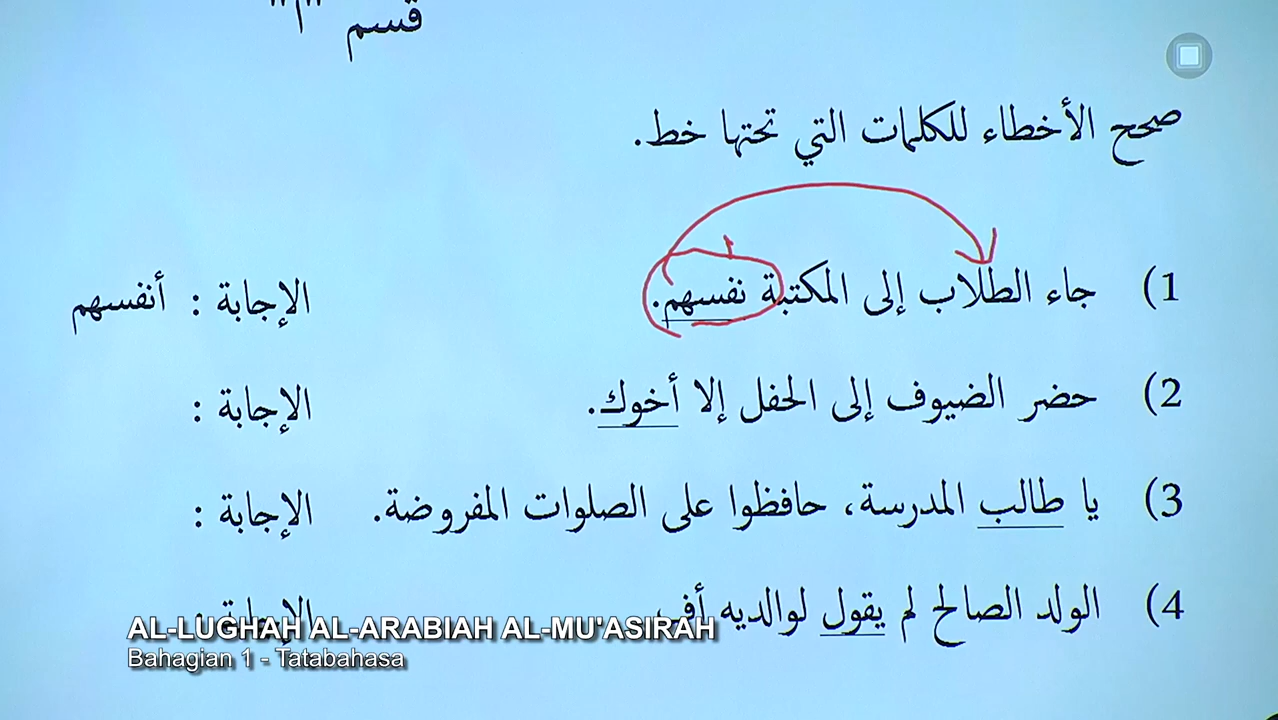 قسم "أ"
صحح الأخطاء للكلمات التي تحتها خط.
1) جاء الطلاب إلى المكتبة نفسهم. الإجابة : أنفسهم
2) حضر الضيوف إلى الحفل إلا أخوك. الإجابة :
3) يا طالب المدرسة، حافظوا على الصلوات المفروضة. الإجابة :
4) الولد الصالح لم يقول لوالديه أف. الإجابة :
AL-LUGHAH AL-ARABIAH AL-MU'ASIRAH
Bahagian 1 - Tatabahasa